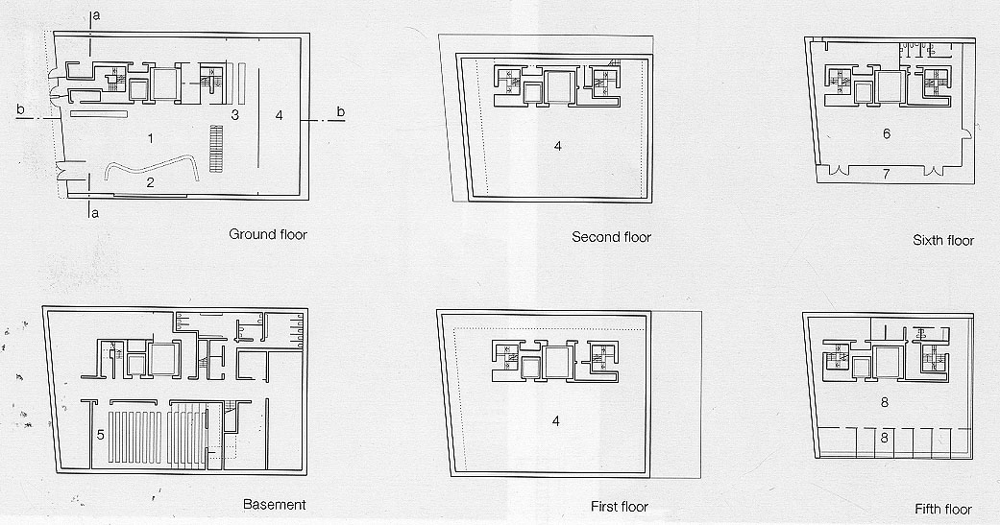 a
b
1
2
3
4
b
a
Ground floor
4
Second floor
6
7
Sixth floor
5
Basement
4
First floor
8
8
Fifth floor